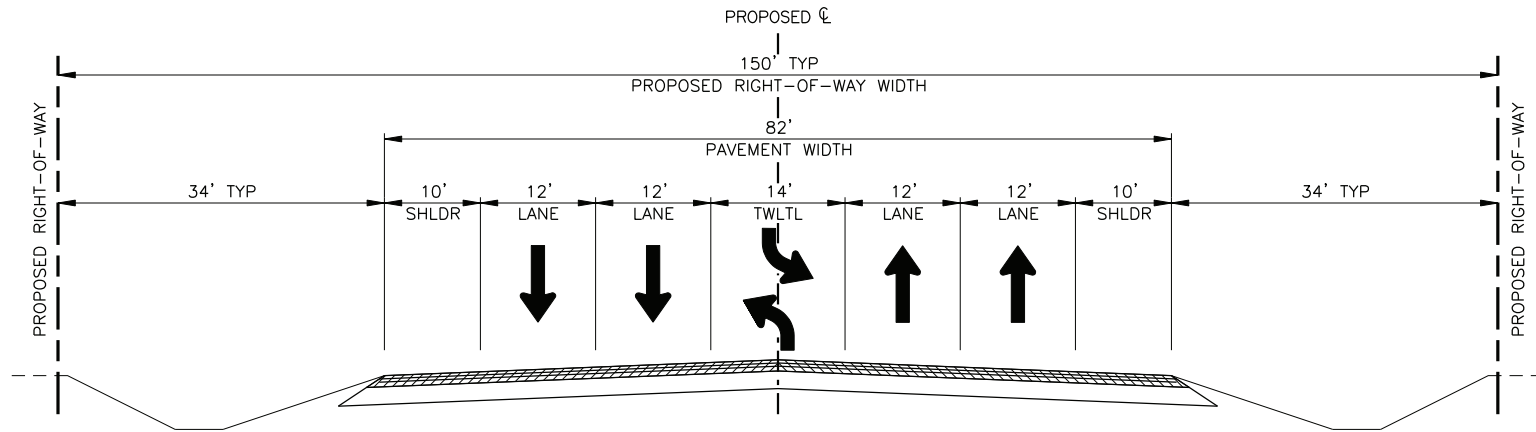 PROPOSED ℄
150' TYP
PROPOSED RIGHT-OF-WAY WIDTH
82'
PAVEMENT WIDTH
34' TYP
10'
SHLDR
12'
LANE
12'
LANE
14'
TWLTL
12'
LANE
12'
LANE
10'
SHLDR
34' TYP
PROPOSED RIGHT-OF-WAY
PROPOSED RIGHT-OF-WAY